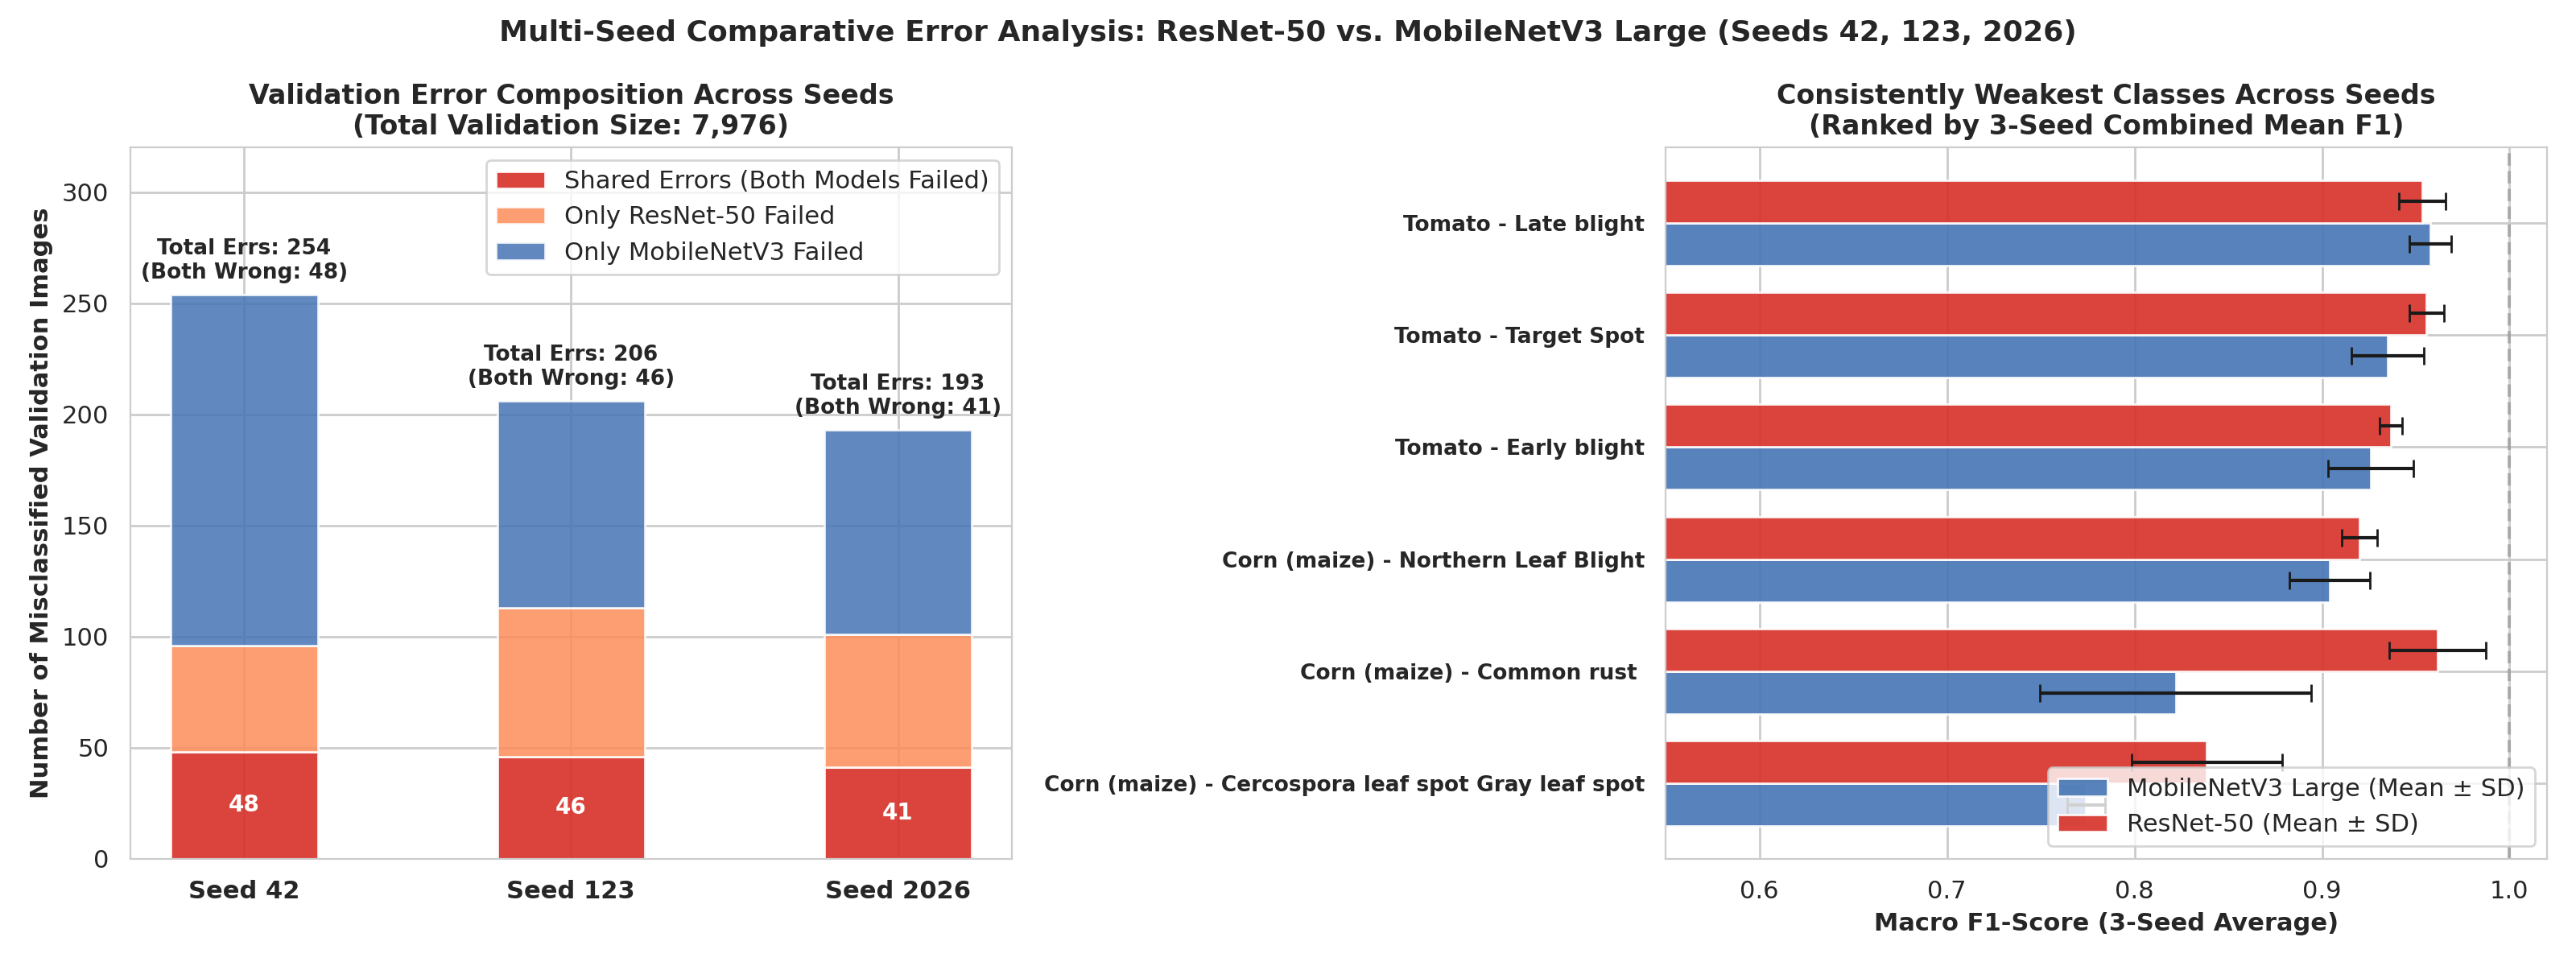 Multi-Seed Comparative Error Analysis: ResNet-50 vs. MobileNetV3 Large (Seeds 42, 123, 2026)
Validation Error Composition Across Seeds
(Total Validation Size: 7,976)
Number of Misclassified Validation Images
300
250
200
150
100
50
0
Shared Errors (Both Models Failed)
Only ResNet-50 Failed
Only MobileNetV3 Failed
Total Errs: 254
(Both Wrong: 48)
Total Errs: 206
(Both Wrong: 46)
Total Errs: 193
(Both Wrong: 41)
48
46
41
Seed 42
Seed 123
Seed 2026
Consistently Weakest Classes Across Seeds
(Ranked by 3-Seed Combined Mean F1)
Tomato - Late blight
Tomato - Target Spot
Tomato - Early blight
Corn (maize) - Northern Leaf Blight
Corn (maize) - Common rust
Corn (maize) - Cercospora leaf spot Gray leaf spot
MobileNetV3 Large (Mean ± SD)
ResNet-50 (Mean ± SD)
0.6
0.7
0.8
0.9
1.0
Macro F1-Score (3-Seed Average)